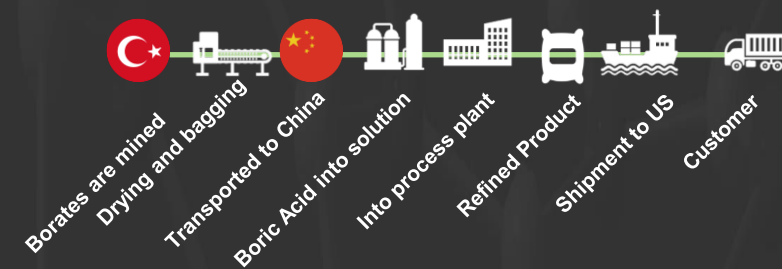 Borates are mined
Drying and bagging
Transported to China
Boric Acid into solution
Into process plant
Refined Product
Shipment to US
Customer